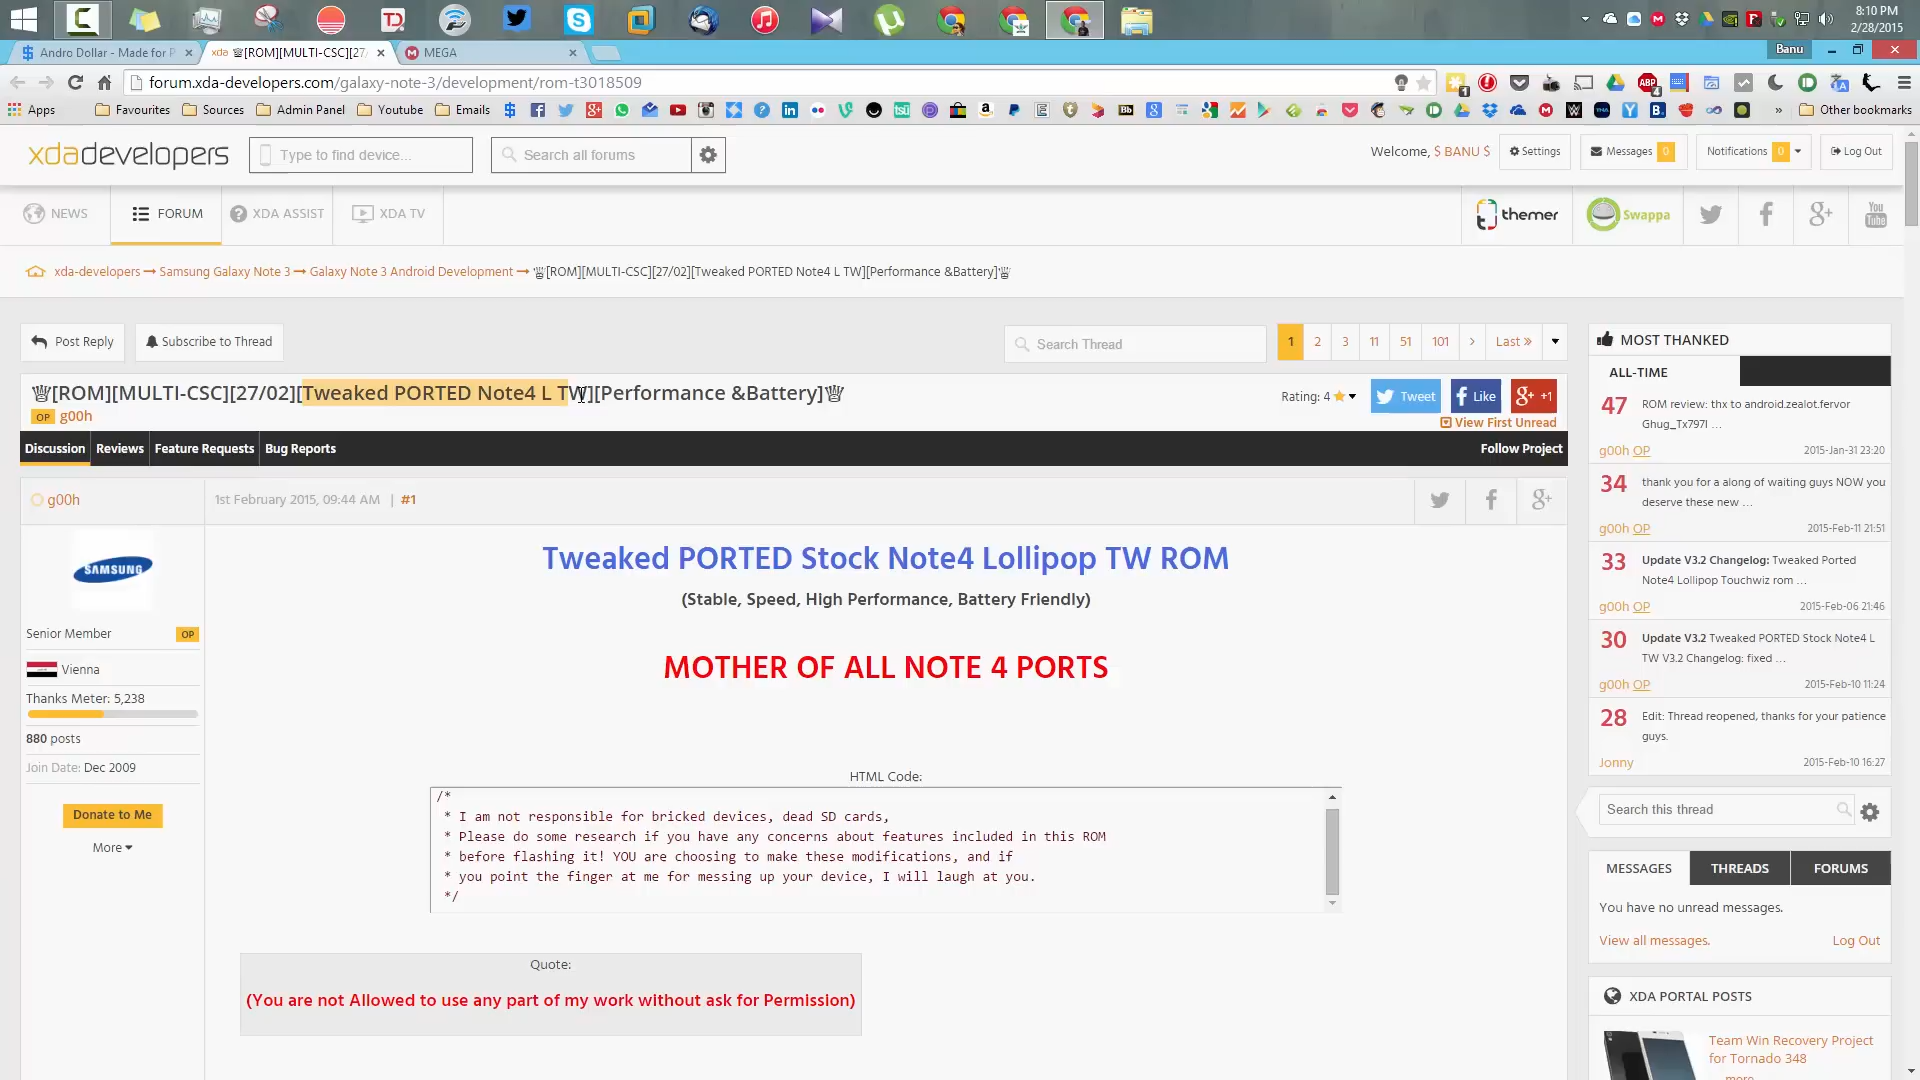 8:10 PM
2/28/2015
Andro Dollar - Made for P
xda ♕[ROM][MULTI-CSC][27/
MEGA
Banu
forum.xda-developers.com/galaxy-note-3/development/rom-t3018509
Apps
Favourites
Sources
Admin Panel
Youtube
Emails
» Other bookmarks
xdadevelopers
Type to find device...
Search all forums
Welcome, $ BANU $
Settings
Messages 0
Notifications 0
Log Out
NEWS
FORUM
XDA ASSIST
XDA TV
themer
Swappa
You Tube
xda-developers → Samsung Galaxy Note 3 → Galaxy Note 3 Android Development → ♕[ROM][MULTI-CSC][27/02][Tweaked PORTED Note4 L TW][Performance &Battery]♕
Post Reply
Subscribe to Thread
Search Thread
1 2 3 11 51 101 > Last »
♕[ROM][MULTI-CSC][27/02][Tweaked PORTED Note4 L TW][Performance &Battery]♕
OP g00h
Rating: 4
Tweet
Like
+1
View First Unread
Discussion
Reviews
Feature Requests
Bug Reports
Follow Project
g00h
1st February 2015, 09:44 AM | #1
SAMSUNG
Senior Member OP
Vienna
Thanks Meter: 5,238
880 posts
Join Date: Dec 2009
Donate to Me
More
Tweaked PORTED Stock Note4 Lollipop TW ROM
(Stable, Speed, High Performance, Battery Friendly)
MOTHER OF ALL NOTE 4 PORTS
HTML Code:
/*
* I am not responsible for bricked devices, dead SD cards,
* Please do some research if you have any concerns about features included in this ROM
* before flashing it! YOU are choosing to make these modifications, and if
* you point the finger at me for messing up your device, I will laugh at you.
*/
Quote:
(You are not Allowed to use any part of my work without ask for Permission)
MOST THANKED
ALL-TIME
47 ROM review: thx to android.zealot.fervor
Ghug_Tx797I ...
g00h OP 2015-Jan-31 23:20
34 thank you for a along of waiting guys NOW you
deserve these new ...
g00h OP 2015-Feb-11 21:51
33 Update V3.2 Changelog: Tweaked Ported
Note4 Lollipop Touchwiz rom ...
g00h OP 2015-Feb-06 21:46
30 Update V3.2 Tweaked PORTED Stock Note4 L
TW V3.2 Changelog: fixed ...
g00h OP 2015-Feb-10 11:24
28 Edit: Thread reopened, thanks for your patience
guys.
Jonny 2015-Feb-10 16:27
Search this thread
MESSAGES THREADS FORUMS
You have no unread messages.
View all messages. Log Out
XDA PORTAL POSTS
Team Win Recovery Project
for Tornado 348
more